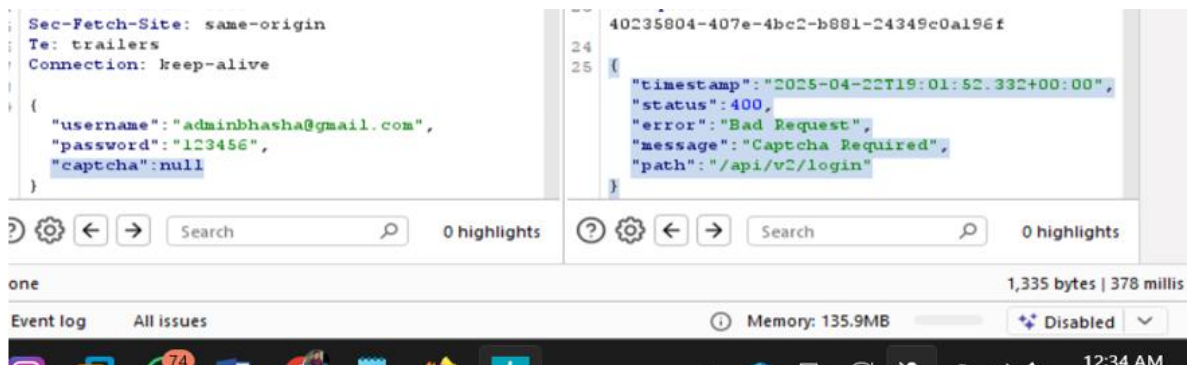 Sec-Fetch-Site: same-origin
Te: trailers
Connection: keep-alive
{
"username":"adminbhasha@gmail.com",
"password":"123456",
"captcha":null
}
40235804-407e-4bc2-b881-24349c0a196f
24
25 {
"timestamp":"2025-04-22T19:01:52.332+00:00",
"status":400,
"error":"Bad Request",
"message":"Captcha Required",
"path":"/api/v2/login"
}
Search 0 highlights
Search 0 highlights
one 1,335 bytes | 378 millis
Event log All issues Memory: 135.9MB Disabled
74 12:34 AM